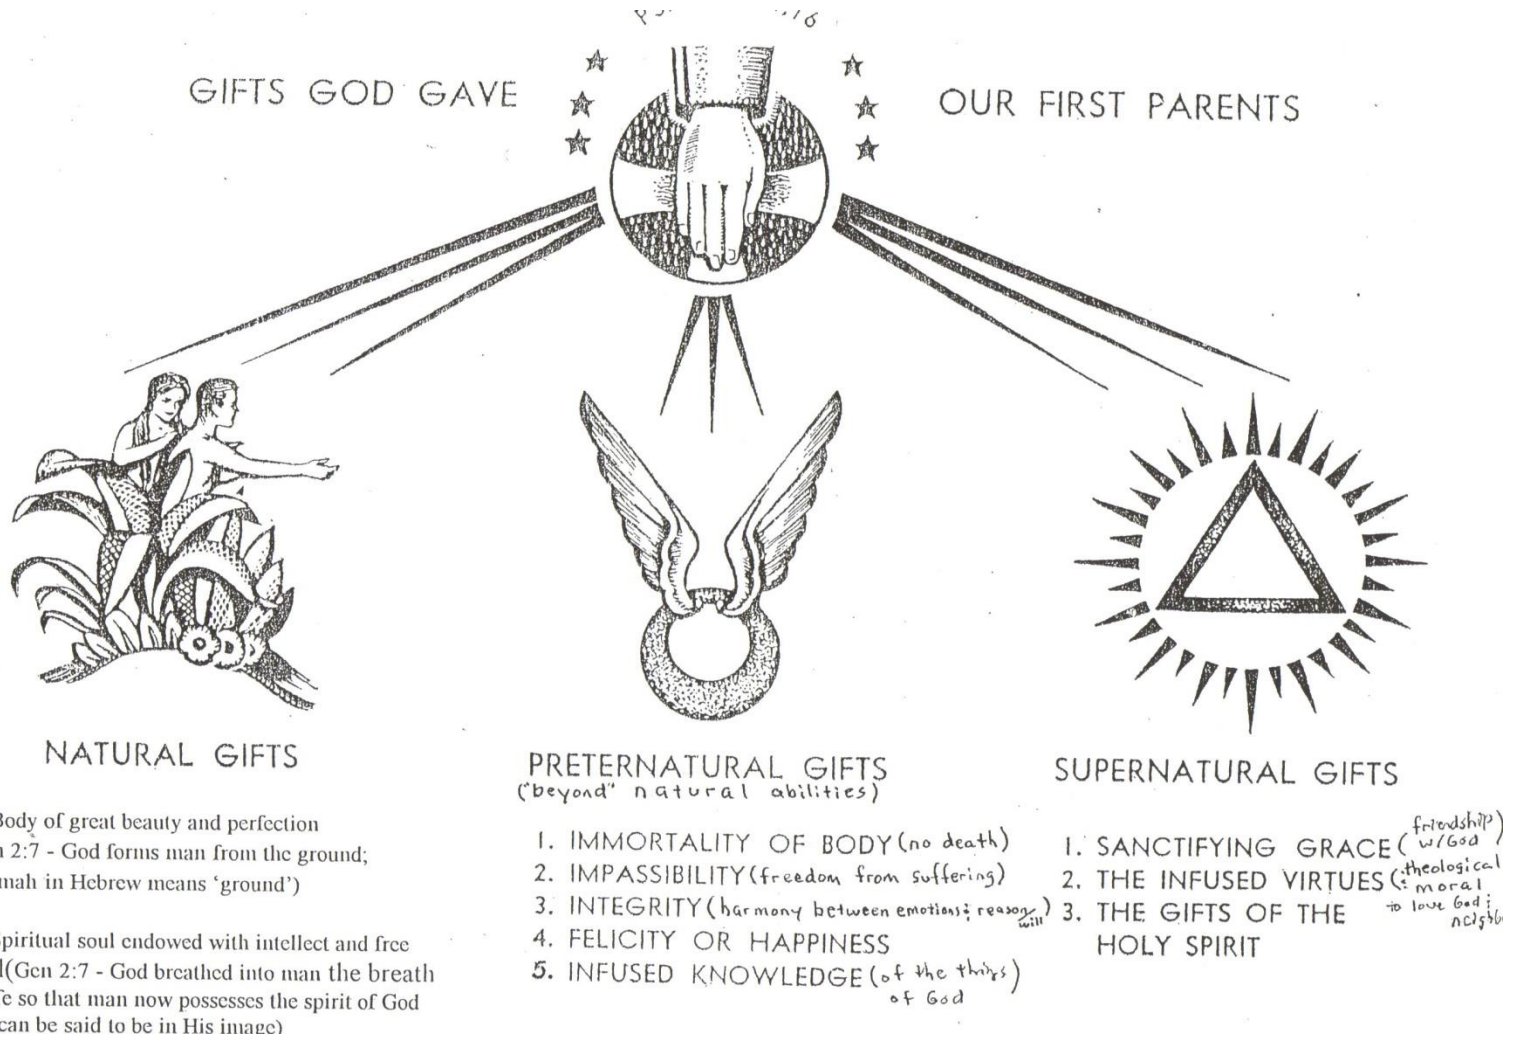 GIFTS GOD GAVE
OUR FIRST PARENTS
NATURAL GIFTS
Body of great beauty and perfection
2:7 - God forms man from the ground;
in Hebrew means ‘ground’)
spiritual soul endowed with intellect and free
(Gen 2:7 - God breathed into man the breath
so that man now possesses the spirit of God
can be said to be in His image)
PRETERNATURAL GIFTS
("beyond" natural abilities)
1. IMMORTALITY OF BODY (no death)
2. IMPASSIBILITY (freedom from suffering)
3. INTEGRITY (harmony between emotions; reason, will)
4. FELICITY OR HAPPINESS
5. INFUSED KNOWLEDGE (of the things
of God)
SUPERNATURAL GIFTS
1. SANCTIFYING GRACE (friendship
w/God)
2. THE INFUSED VIRTUES (theological
moral
3. THE GIFTS OF THE
to love God;
HOLY SPIRIT